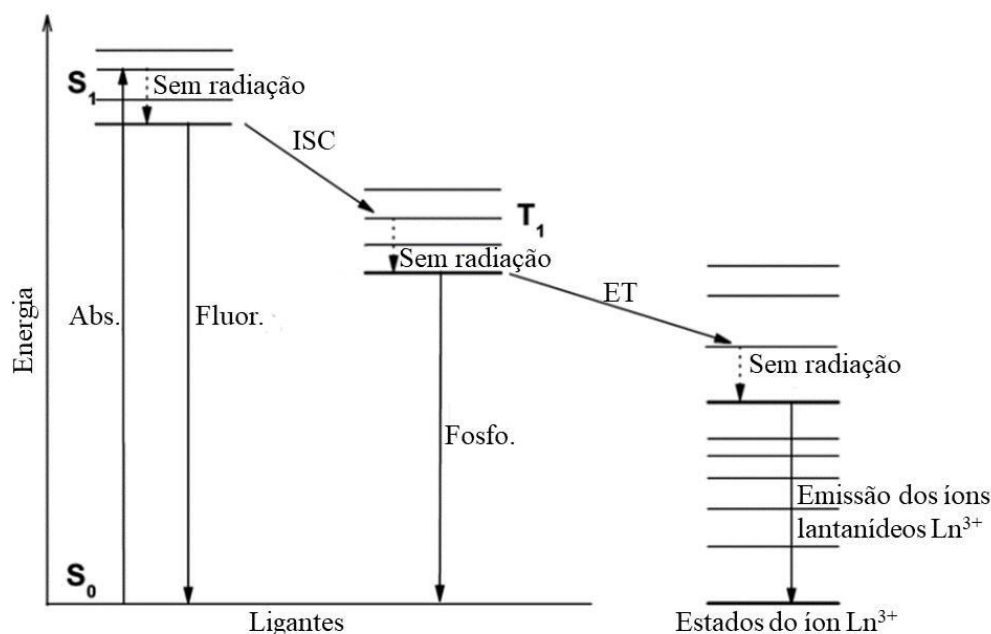 S₁
Sem radiação
ISC
T₁
Sem radiação
ET
Energia
Abs.
Fluor.
Sem radiação
Fosfo.
Emissão dos íons
lantanídeos Ln³⁺
S₀
Ligantes
Estados do íon Ln³⁺